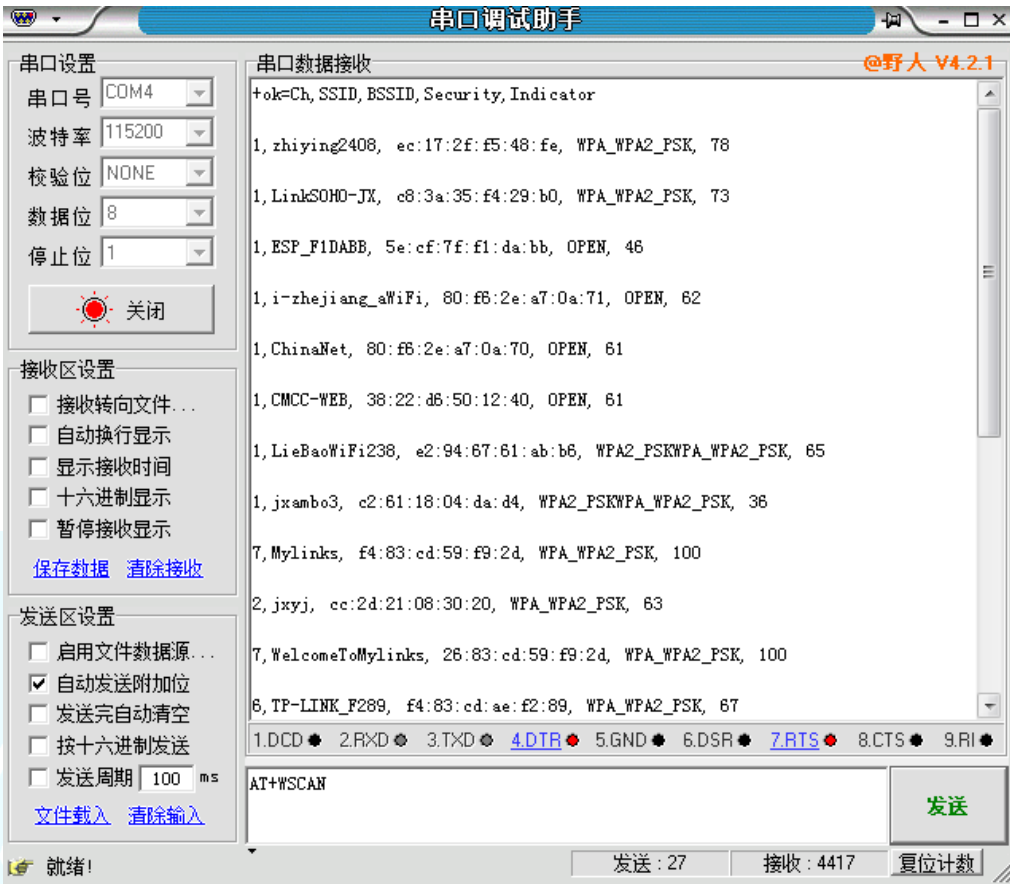 串口调试助手
串口设置
串口号 COM4
波特率 115200
校验位 NONE
数据位 8
停止位 1
关闭
接收区设置
接收转向文件...
自动换行显示
显示接收时间
十六进制显示
暂停接收显示
保存数据 清除接收
发送区设置
启用文件数据源...
自动发送附加位
发送完自动清空
按十六进制发送
发送周期 100 ms
文件载入 清除输入
串口数据接收 @野人 V4.2.1
+ok=Ch,SSID,BSSID,Security,Indicator
1,zhiying2408, ec:17:2f:f5:48:fe, WPA_WPA2_PSK, 78
1,LinkSOHO-JX, c8:3a:35:f4:29:b0, WPA_WPA2_PSK, 73
1,ESP_F1DABB, 5e:cf:7f:f1:da:bb, OPEN, 46
1,i-zhejiang_aWiFi, 80:f6:2e:a7:0a:71, OPEN, 62
1,ChinaNet, 80:f6:2e:a7:0a:70, OPEN, 61
1,CMCC-WEB, 38:22:d6:50:12:40, OPEN, 61
1,LieBaoWiFi238, e2:94:67:61:ab:b6, WPA2_PSKWPA_WPA2_PSK, 65
1,jxambo3, c2:61:18:04:da:d4, WPA2_PSKWPA_WPA2_PSK, 36
7,Mylinks, f4:83:cd:59:f9:2d, WPA_WPA2_PSK, 100
2,jxyj, cc:2d:21:08:30:20, WPA_WPA2_PSK, 63
7,WelcomeToMylinks, 26:83:cd:59:f9:2d, WPA_WPA2_PSK, 100
6,TP-LINK_F289, f4:83:cd:ae:f2:89, WPA_WPA2_PSK, 67
1.DCD 2.RXD 3.TXD 4.DTR 5.GND 6.DSR 7.RTS 8.CTS 9.RI
AT+WSCAN
发送
就绪! 发送:27 接收:4417 复位计数